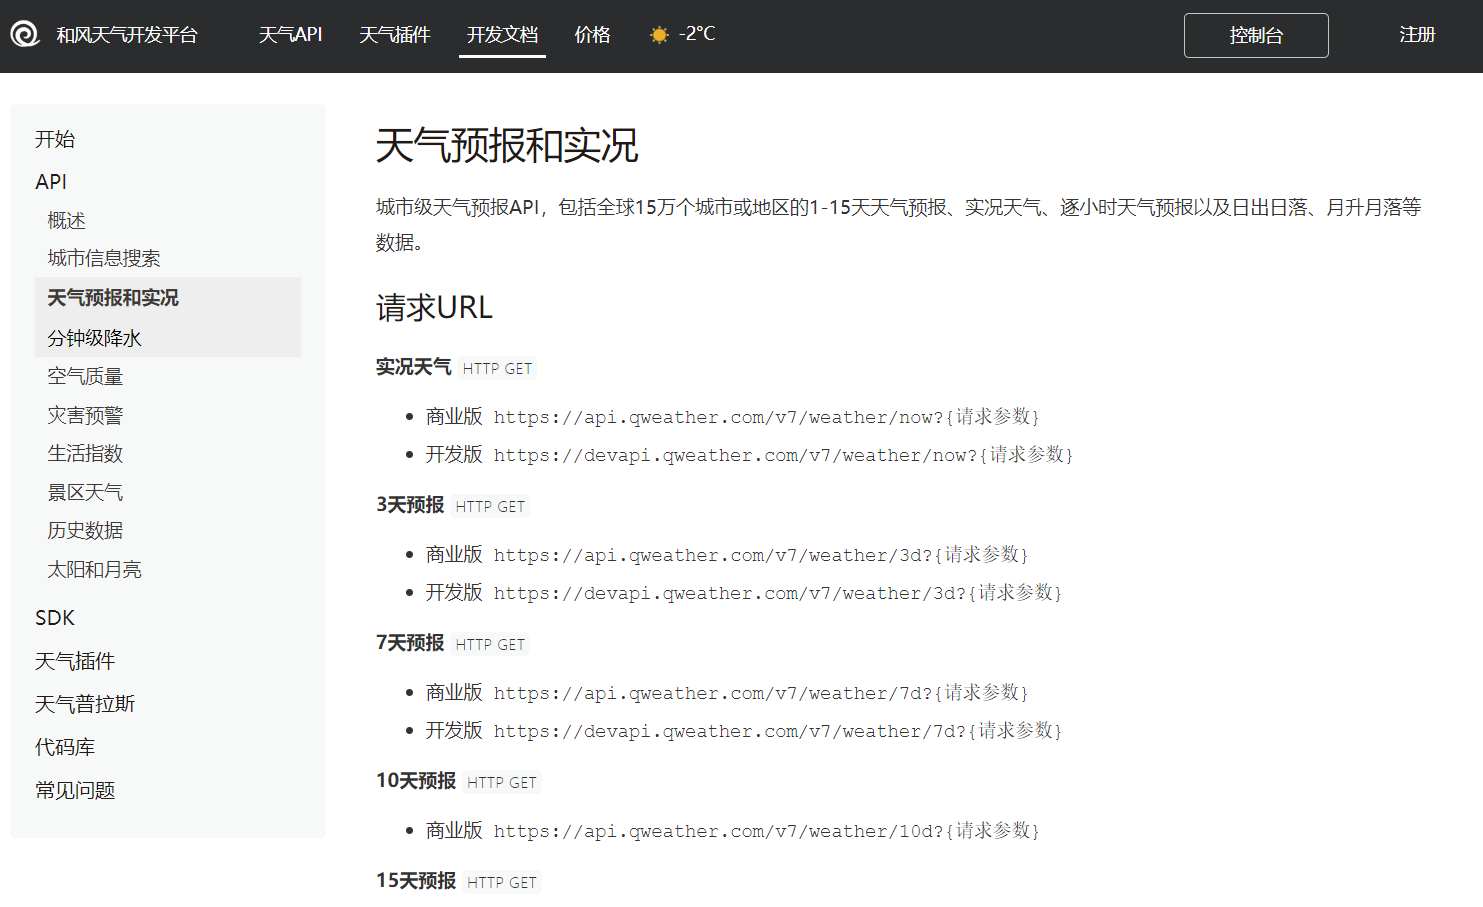 和风天气开发平台 天气API 天气插件 开发文档 价格 -2°C 控制台 注册
开始
API
概述
城市信息搜索
天气预报和实况
分钟级降水
空气质量
灾害预警
生活指数
景区天气
历史数据
太阳和月亮
SDK
天气插件
天气普拉斯
代码库
常见问题
天气预报和实况
城市级天气预报API，包括全球15万个城市或地区的1-15天天气预报、实况天气、逐小时天气预报以及日出日落、月升月落等
数据。
请求URL
实况天气 HTTP GET
商业版 https://api.qweather.com/v7/weather/now?{请求参数}
开发版 https://devapi.qweather.com/v7/weather/now?{请求参数}
3天预报 HTTP GET
商业版 https://api.qweather.com/v7/weather/3d?{请求参数}
开发版 https://devapi.qweather.com/v7/weather/3d?{请求参数}
7天预报 HTTP GET
商业版 https://api.qweather.com/v7/weather/7d?{请求参数}
开发版 https://devapi.qweather.com/v7/weather/7d?{请求参数}
10天预报 HTTP GET
商业版 https://api.qweather.com/v7/weather/10d?{请求参数}
15天预报 HTTP GET